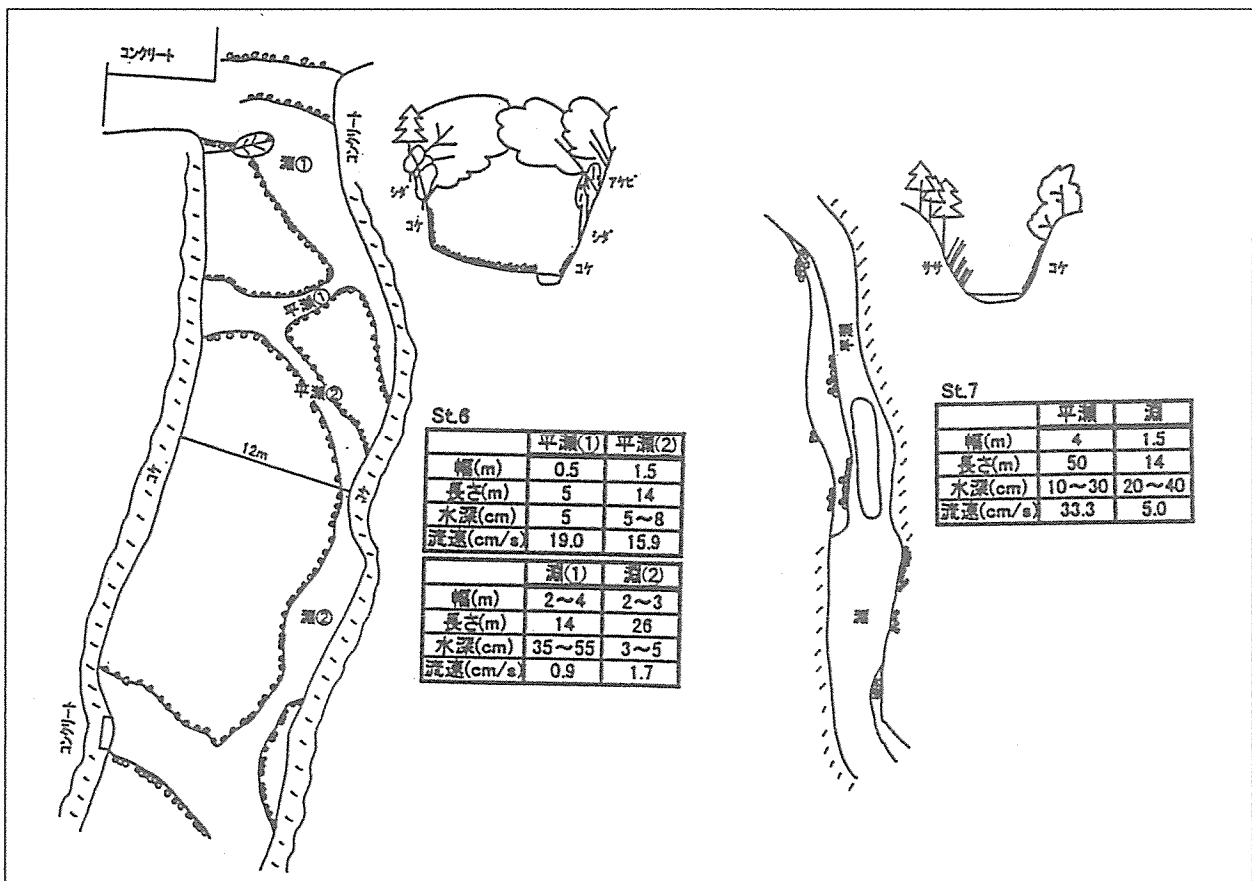 コンクリート
コンクリート
淵①
平瀬①
平瀬②
12m
コケ
コケ
淵②
コンクリート
シダ
コケ
アケビ
シダ
コケ
St.6
平瀬(1) 平瀬(2)
幅(m) 0.5 1.5
長さ(m) 5 14
水深(cm) 5 5～8
流速(cm/s) 19.0 15.9
淵(1) 淵(2)
幅(m) 2～4 2～3
長さ(m) 14 26
水深(cm) 35～55 3～5
流速(cm/s) 0.9 1.7
平瀬
淵
ササ
コケ
St.7
平瀬 淵
幅(m) 4 1.5
長さ(m) 50 14
水深(cm) 10～30 20～40
流速(cm/s) 33.3 5.0